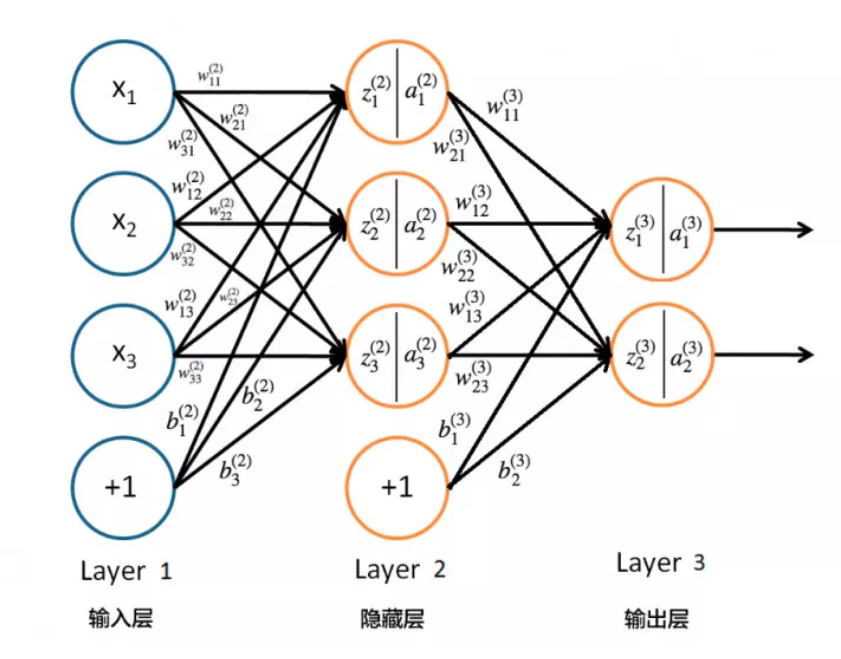 x₁
w₁₁⁽²⁾
w₂₁⁽²⁾
w₃₁⁽²⁾
z₁⁽²⁾ a₁⁽²⁾
w₁₁⁽³⁾
w₂₁⁽³⁾
x₂
w₁₂⁽²⁾
w₂₂⁽²⁾
w₃₂⁽²⁾
z₂⁽²⁾ a₂⁽²⁾
w₁₂⁽³⁾
w₂₂⁽³⁾
z₁⁽³⁾ a₁⁽³⁾
x₃
w₁₃⁽²⁾
w₂₃⁽²⁾
w₃₃⁽²⁾
z₃⁽²⁾ a₃⁽²⁾
w₁₃⁽³⁾
w₂₃⁽³⁾
z₂⁽³⁾ a₂⁽³⁾
+1
b₁⁽²⁾
b₂⁽²⁾
b₃⁽²⁾
+1
b₁⁽³⁾
b₂⁽³⁾
Layer 1
输入层
Layer 2
隐藏层
Layer 3
输出层